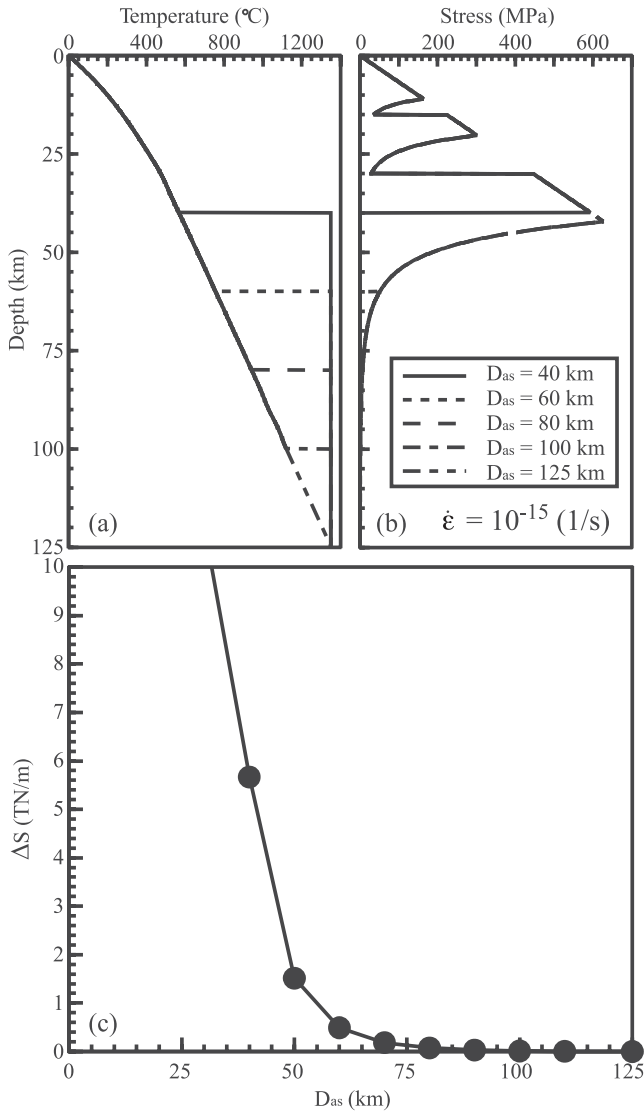 Temperature (°C)
Stress (MPa)
0 400 800 1200
0 200 400 600
0
25
50
75
100
125
Depth (km)
Das = 40 km
Das = 60 km
Das = 80 km
Das = 100 km
Das = 125 km
(a)
(b) ε̇ = 10⁻¹⁵ (1/s)
10
9
8
7
6
5
4
3
2
1
0
ΔS (TN/m)
(c)
0 25 50 75 100 125
Das (km)